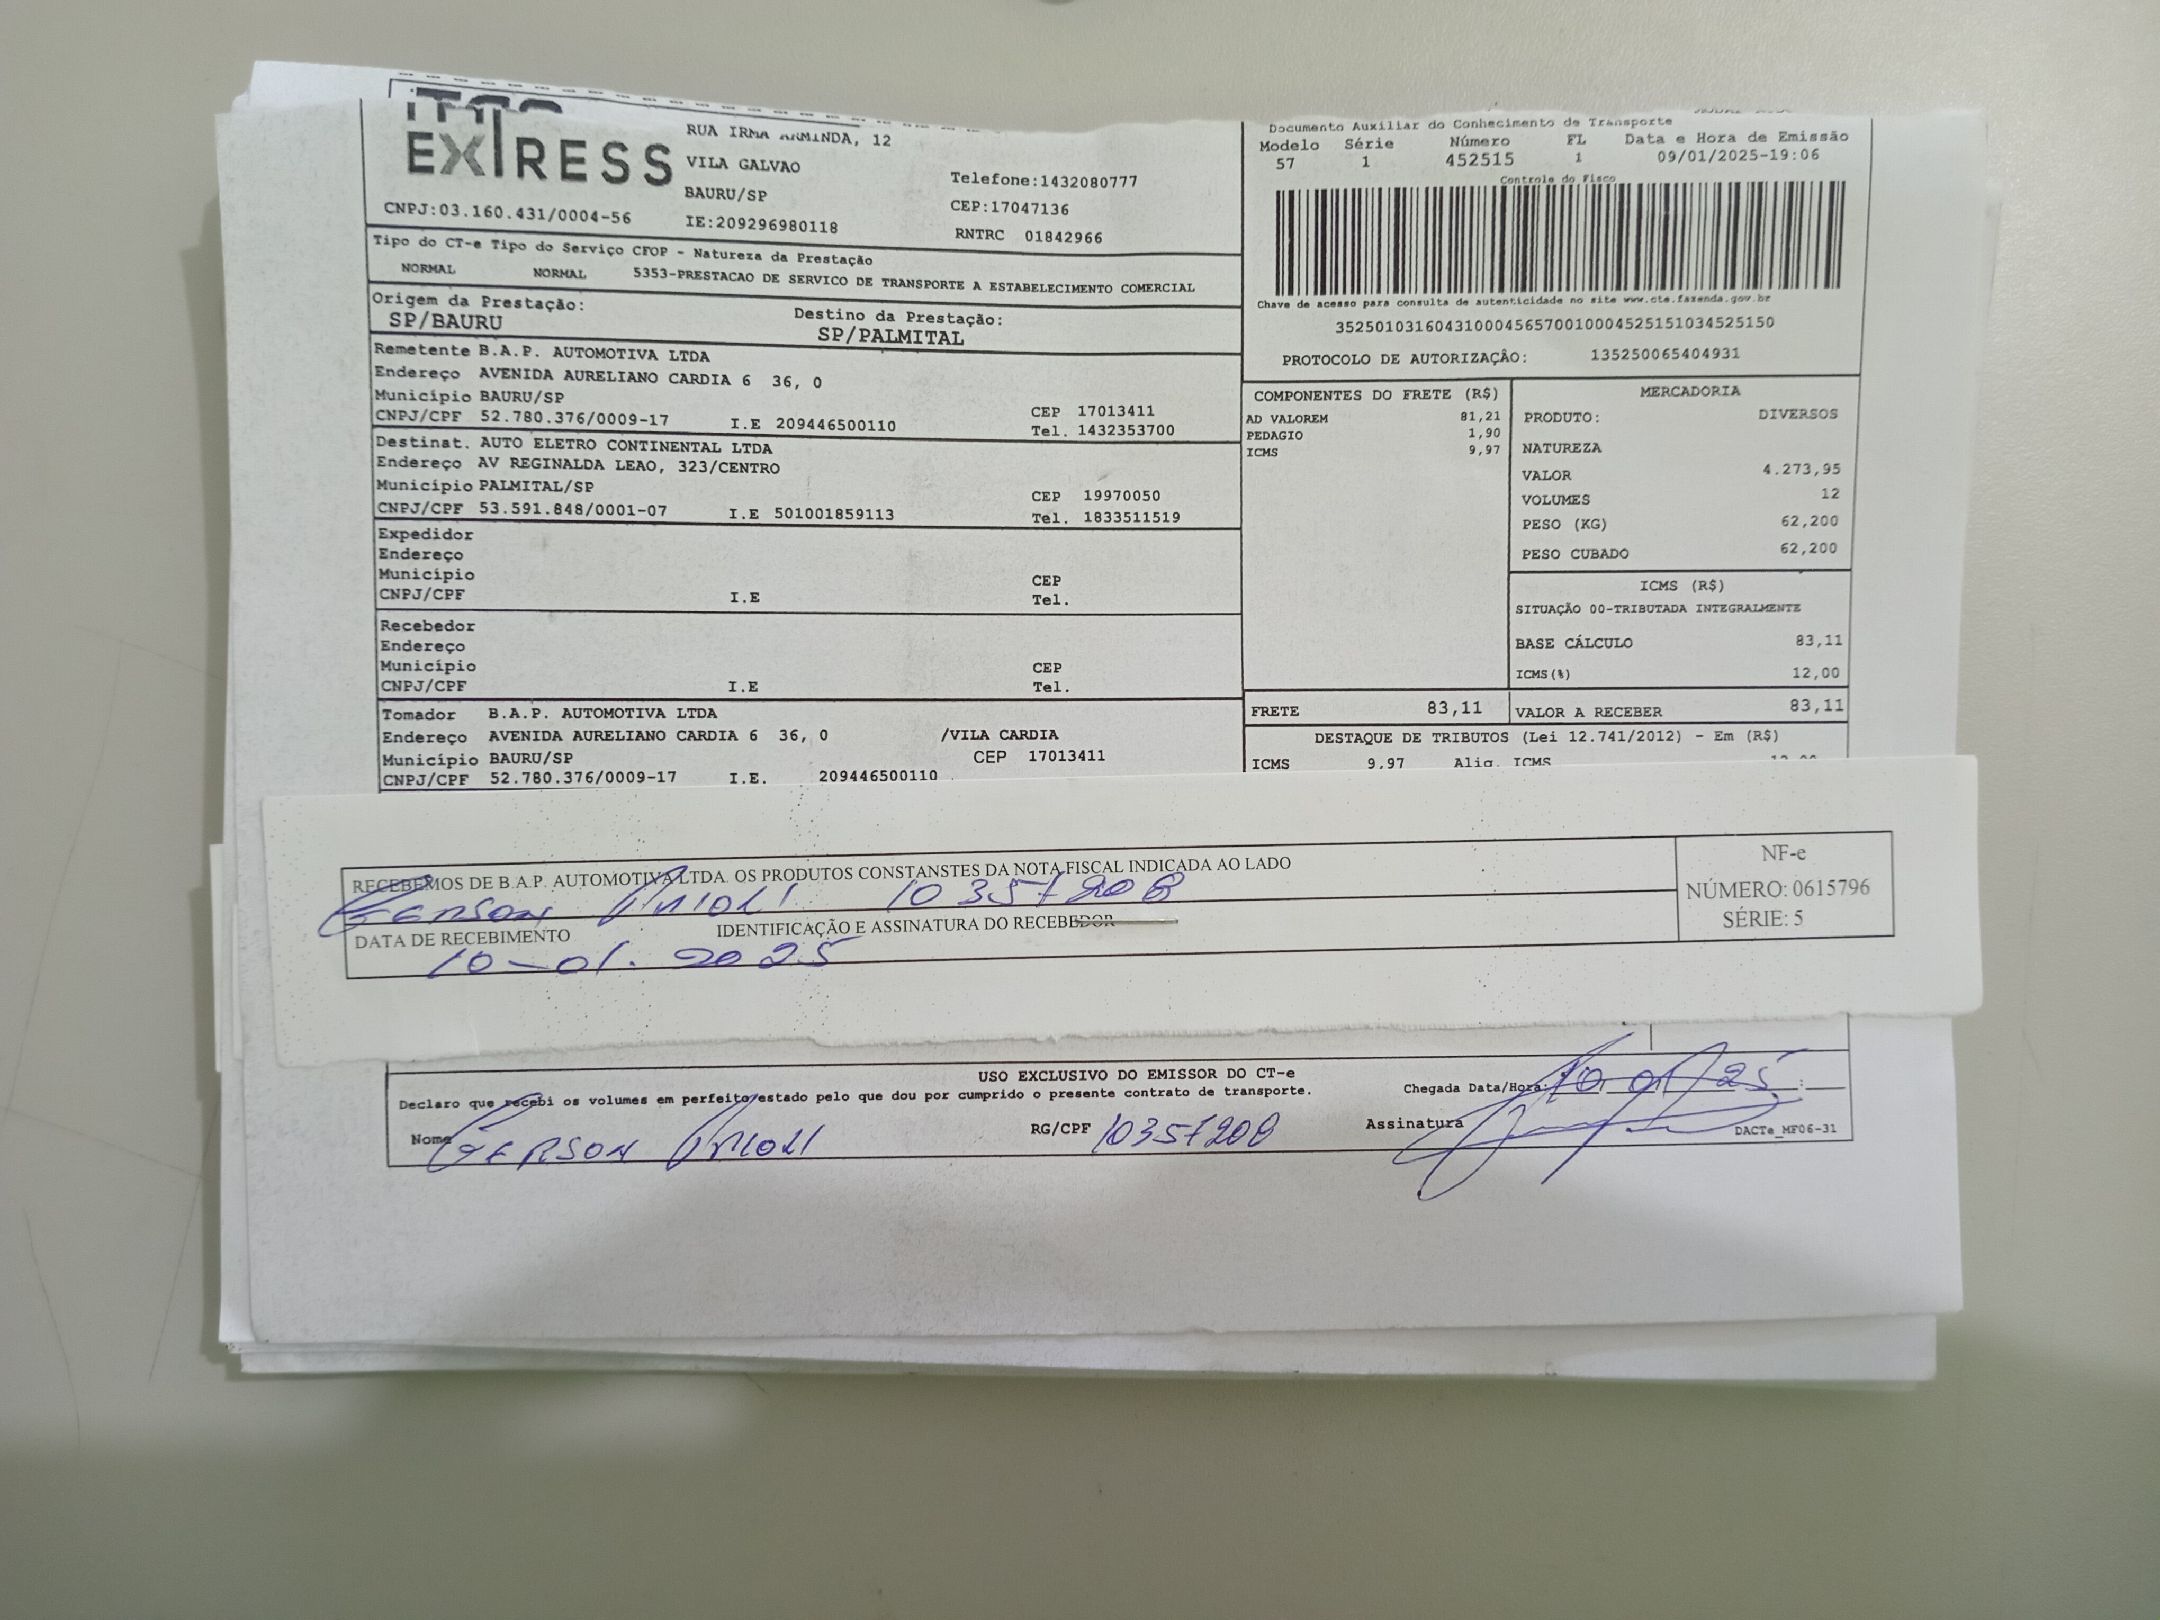 EXPRESS
RUA IRMA ARMINDA, 12
VILA GALVAO
BAURU/SP
CNPJ:03.160.431/0004-56
IE:209296980118
Telefone:1432080777
CEP:17047136
RNTRC 01842966
Documento Auxiliar do Conhecimento de Transporte
Modelo Série Número FL Data e Hora de Emissão
57 1 452515 1 09/01/2025-19:06
Controle do Fisco
Chave de acesso para consulta de autenticidade no site www.cte.fazenda.gov.br
35250103160431000456570010004525151034525150
PROTOCOLO DE AUTORIZAÇÃO: 135250065404931
Tipo do CT-e Tipo do Serviço CFOP - Natureza da Prestação
NORMAL NORMAL 5353-PRESTACAO DE SERVICO DE TRANSPORTE A ESTABELECIMENTO COMERCIAL
Origem da Prestação: Destino da Prestação:
SP/BAURU SP/PALMITAL
Remetente B.A.P. AUTOMOTIVA LTDA
Endereço AVENIDA AURELIANO CARDIA 6 36, 0
Município BAURU/SP CEP 17013411
CNPJ/CPF 52.780.376/0009-17 I.E 209446500110 Tel. 1432353700
Destinat. AUTO ELETRO CONTINENTAL LTDA
Endereço AV REGINALDA LEAO, 323/CENTRO
Município PALMITAL/SP CEP 19970050
CNPJ/CPF 53.591.848/0001-07 I.E 501001859113 Tel. 1833511519
Expedidor
Endereço
Município CEP
CNPJ/CPF I.E Tel.
Recebedor
Endereço
Município CEP
CNPJ/CPF I.E Tel.
Tomador B.A.P. AUTOMOTIVA LTDA
Endereço AVENIDA AURELIANO CARDIA 6 36, 0 /VILA CARDIA
Município BAURU/SP CEP 17013411
CNPJ/CPF 52.780.376/0009-17 I.E. 209446500110
COMPONENTES DO FRETE (R$)
AD VALOREM 81,21
PEDAGIO 1,90
ICMS 9,97
MERCADORIA
PRODUTO: DIVERSOS
NATUREZA
VALOR 4.273,95
VOLUMES 12
PESO (KG) 62,200
PESO CUBADO 62,200
ICMS (R$)
SITUAÇÃO 00-TRIBUTADA INTEGRALMENTE
BASE CÁLCULO 83,11
ICMS(%) 12,00
FRETE 83,11 VALOR A RECEBER 83,11
DESTAQUE DE TRIBUTOS (Lei 12.741/2012) - Em (R$)
ICMS 9,97 Aliq. ICMS
RECEBEMOS DE B.A.P. AUTOMOTIVA LTDA. OS PRODUTOS CONSTANSTES DA NOTA FISCAL INDICADA AO LADO
GERSON 10357208
DATA DE RECEBIMENTO IDENTIFICAÇÃO E ASSINATURA DO RECEBEDOR
10-01.2025
NF-e
NÚMERO: 0615796
SÉRIE: 5
USO EXCLUSIVO DO EMISSOR DO CT-e
Declaro que recebi os volumes em perfeito estado pelo que dou por cumprido o presente contrato de transporte.
Chegada Data/Hora: 10/01/25
Nome GERSON RG/CPF 10357208 Assinatura
DACTe_MF06-31